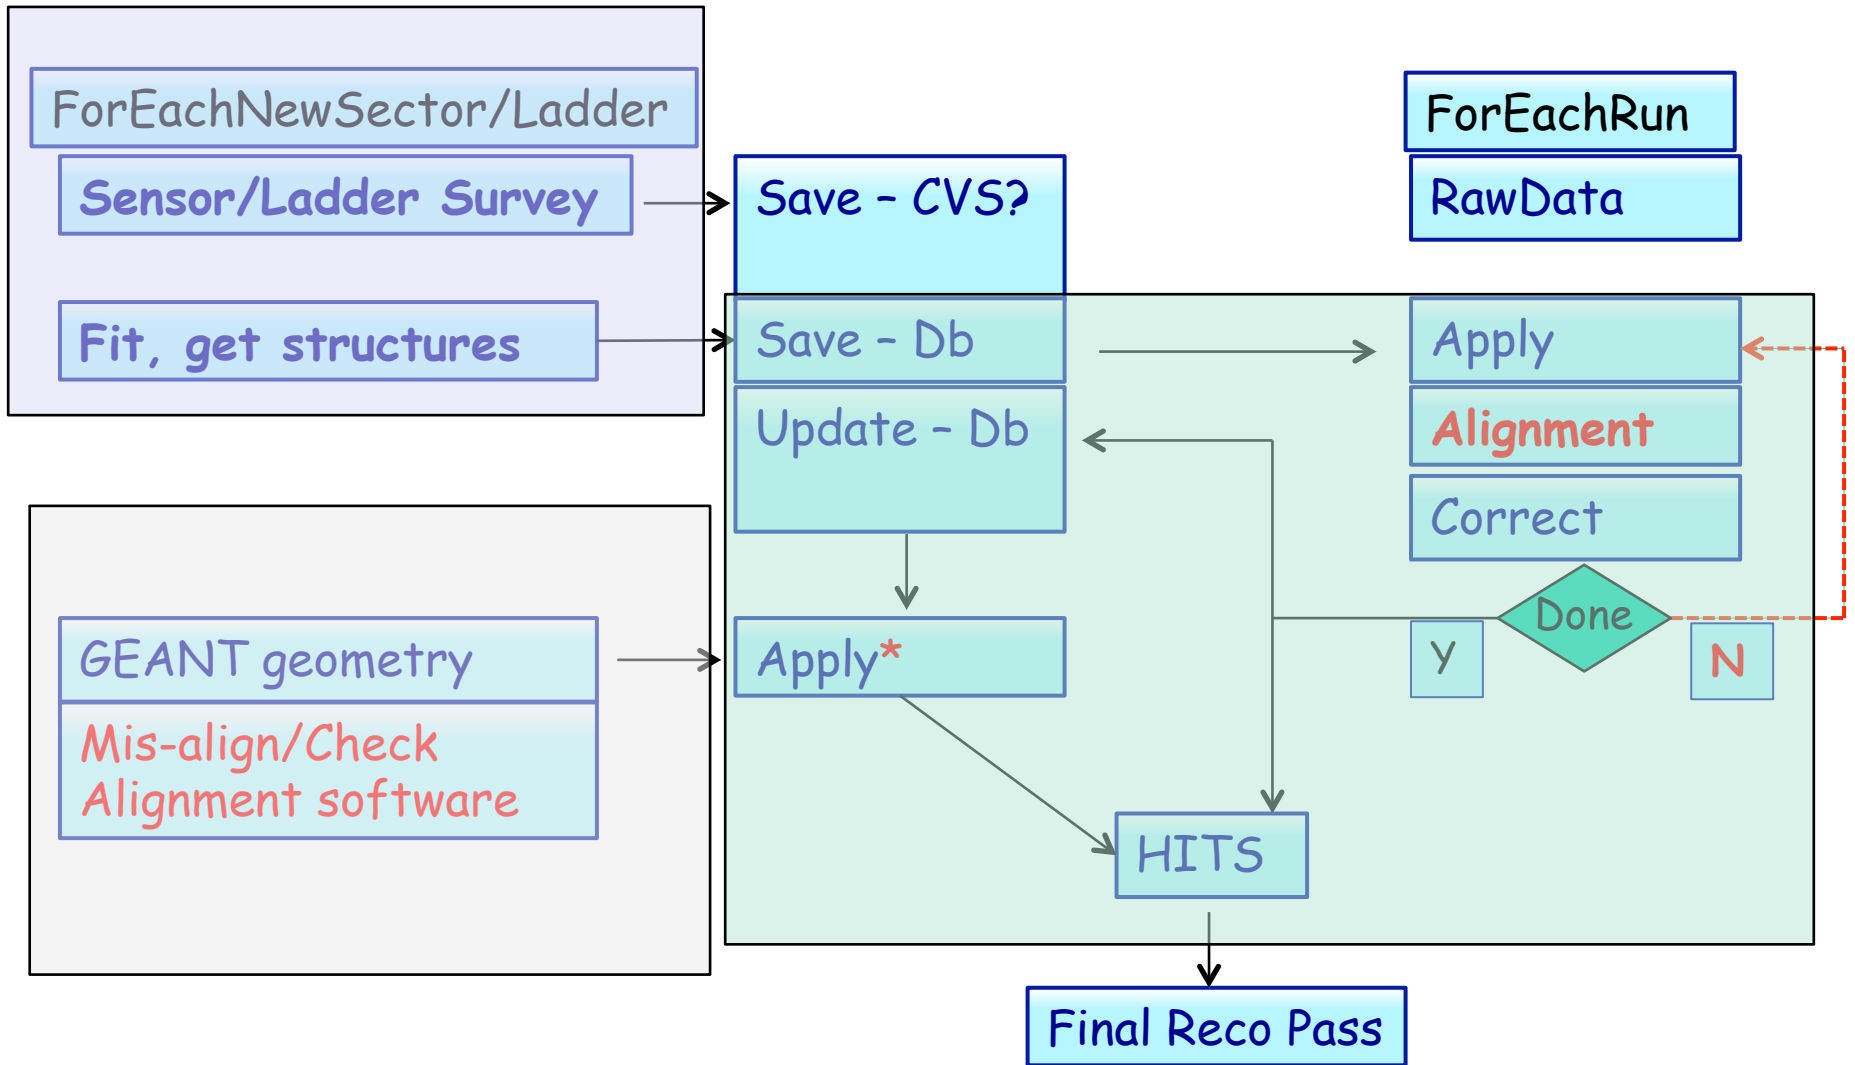 ForEachNewSector/Ladder
Sensor/Ladder Survey
Fit, get structures
Save – CVS?
Save – Db
Update – Db
ForEachRun
RawData
Apply
Alignment
Correct
Done
Y
N
GEANT geometry
Mis-align/Check
Alignment software
Apply*
HITS
Final Reco Pass